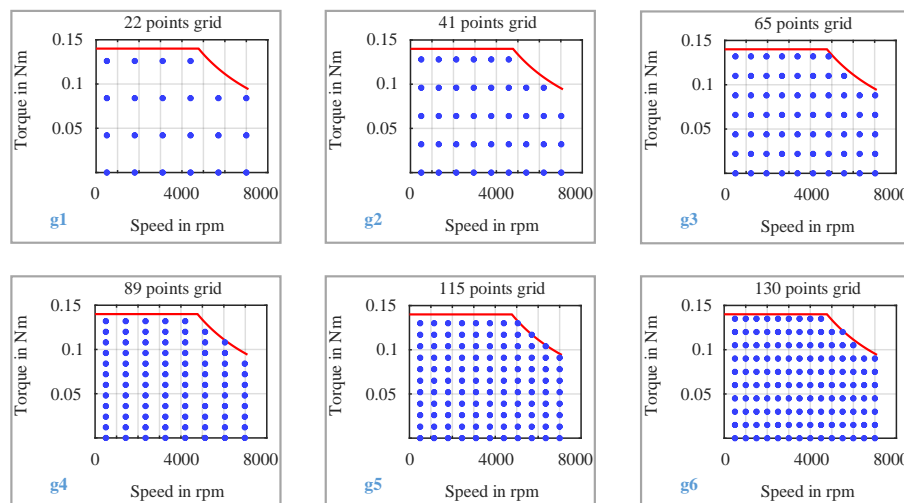 22 points grid
0.15
0.1
0.05
Torque in Nm
0 4000 8000
g1
Speed in rpm
41 points grid
0.15
0.1
0.05
Torque in Nm
0 4000 8000
g2
Speed in rpm
65 points grid
0.15
0.1
0.05
Torque in Nm
0 4000 8000
g3
Speed in rpm
89 points grid
0.15
0.1
0.05
Torque in Nm
0 4000 8000
g4
Speed in rpm
115 points grid
0.15
0.1
0.05
Torque in Nm
0 4000 8000
g5
Speed in rpm
130 points grid
0.15
0.1
0.05
Torque in Nm
0 4000 8000
g6
Speed in rpm